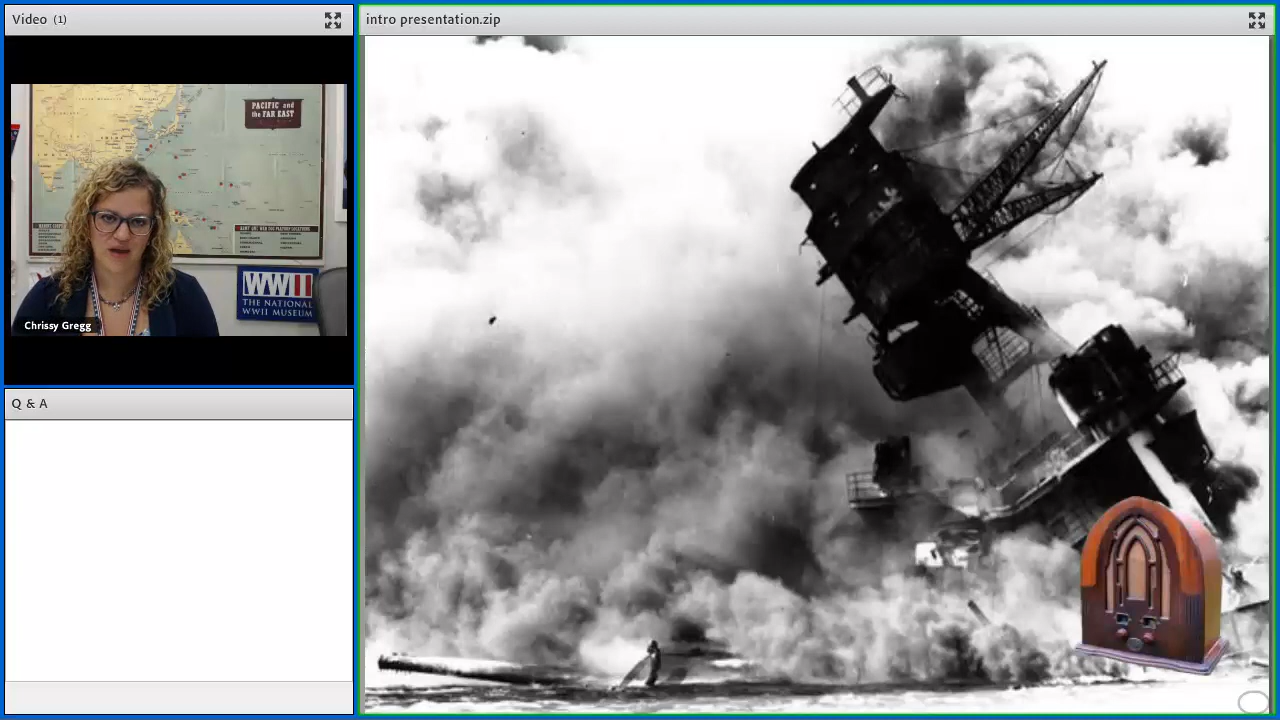 Video (1)
intro presentation.zip
PACIFIC and
the FAR EAST
WWII
THE NATIONAL
WWII MUSEUM
Chrissy Gregg
Q & A